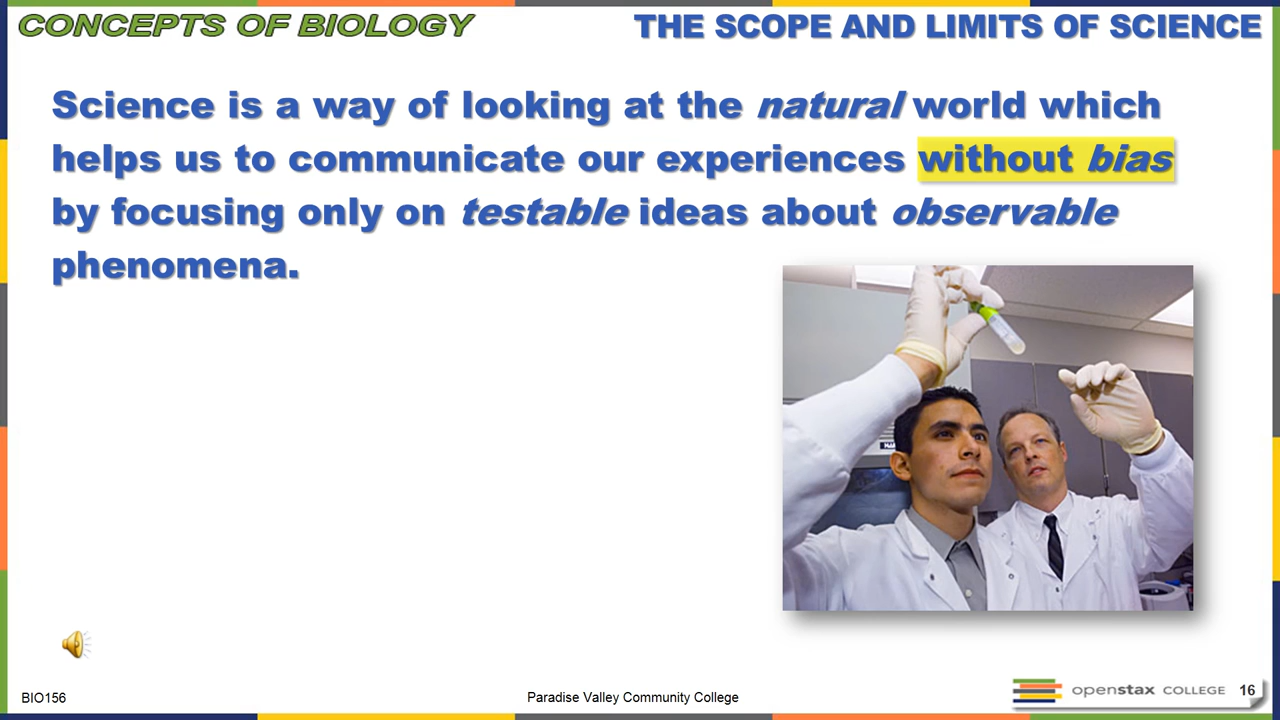 CONCEPTS OF BIOLOGY
THE SCOPE AND LIMITS OF SCIENCE
Science is a way of looking at the natural world which
helps us to communicate our experiences without bias
by focusing only on testable ideas about observable
phenomena.
BIO156
Paradise Valley Community College
openstax COLLEGE
16